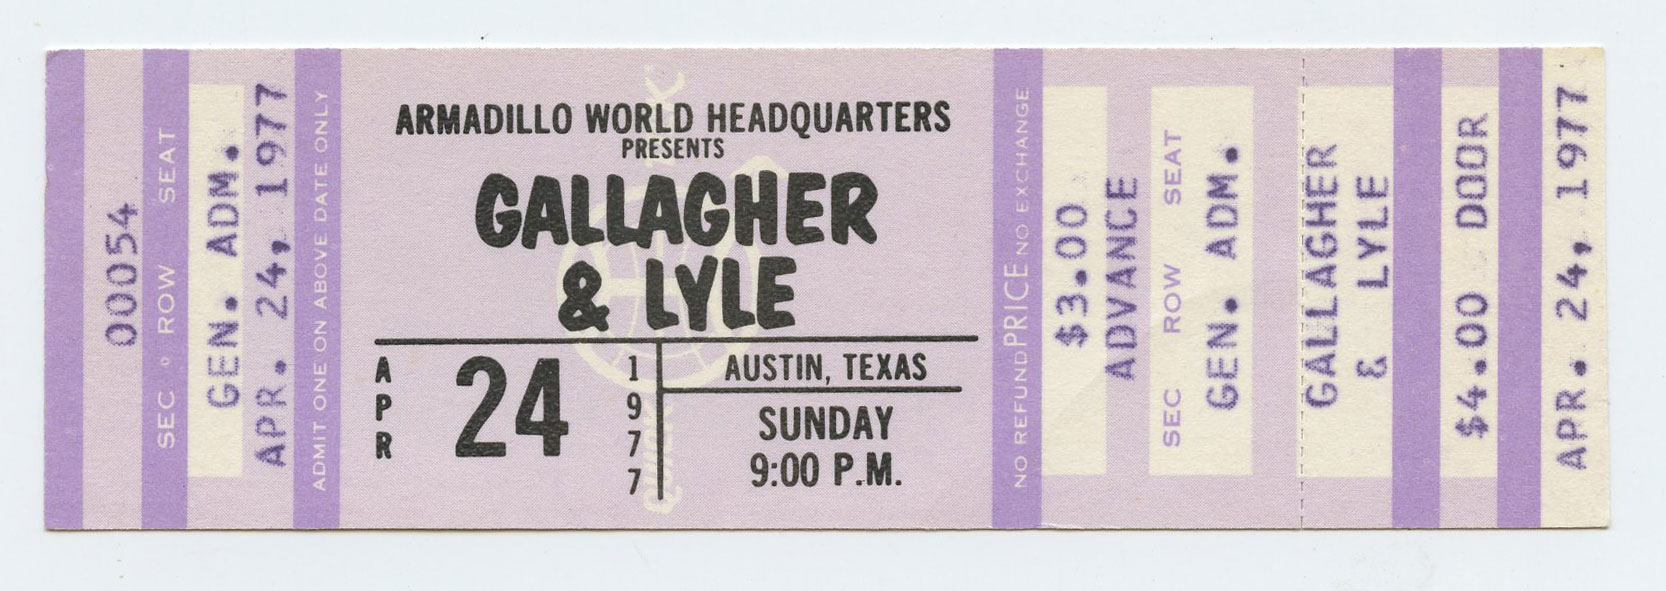 00054
SEC ROW SEAT
GEN. ADM.
APR. 24, 1977
ADMIT ONE ON ABOVE DATE ONLY
ARMADILLO WORLD HEADQUARTERS
PRESENTS
GALLAGHER
& LYLE
APR
24
1977
AUSTIN, TEXAS
SUNDAY
9:00 P.M.
NO REFUND PRICE NO EXCHANGE
$3.00
ADVANCE
SEC ROW SEAT
GEN. ADM.
GALLAGHER
& LYLE
$4.00 DOOR
APR. 24, 1977